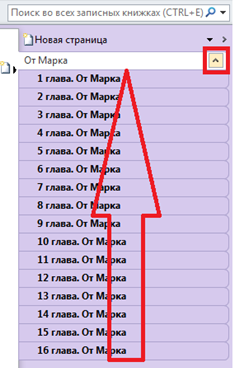 Поиск во всех записных книжках (CTRL+E)
Новая страница
От Марка
1 глава. От Марка
2 глава. От Марка
3 глава. От Марка
4 глава. От Марка
5 глава. От Марка
6 глава. От Марка
7 глава. От Марка
8 глава. От Марка
9 глава. От Марка
10 глава. От Марка
11 глава. От Марка
12 глава. От Марка
13 глава. От Марка
14 глава. От Марка
15 глава. От Марка
16 глава. От Марка